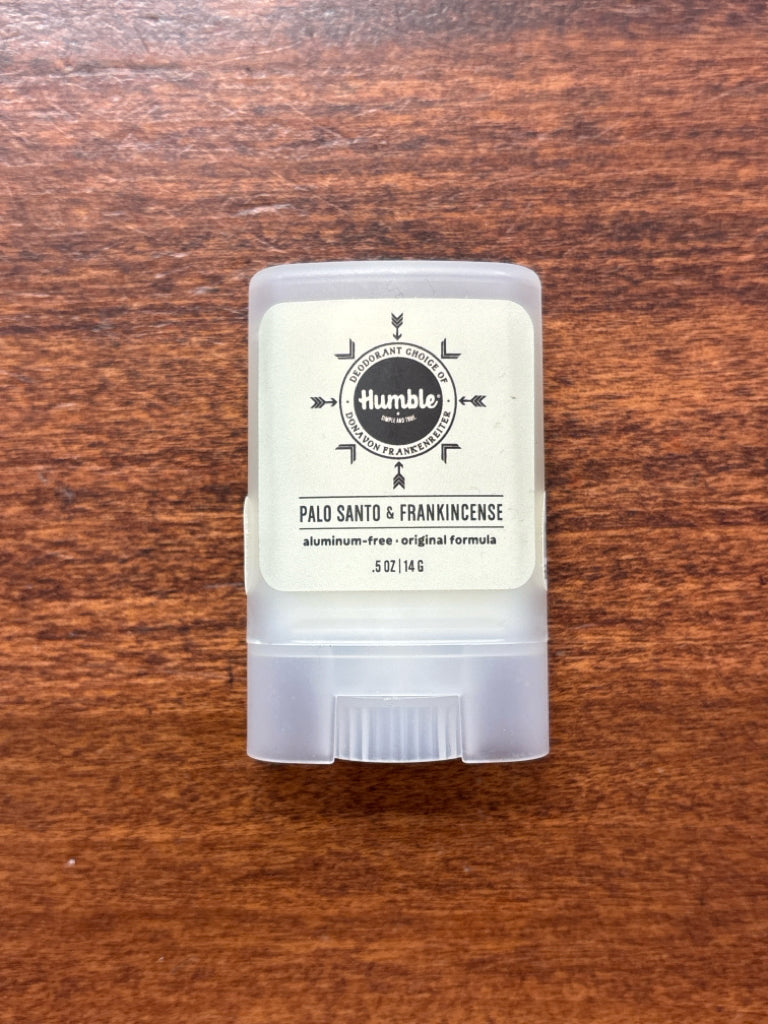 DEODORANT CHOICE OF
Humble®
SIMPLE AND TRUE.
DONAVON FRANKENREITER
PALO SANTO & FRANKINCENSE
aluminum-free · original formula
.5 OZ | 14 G